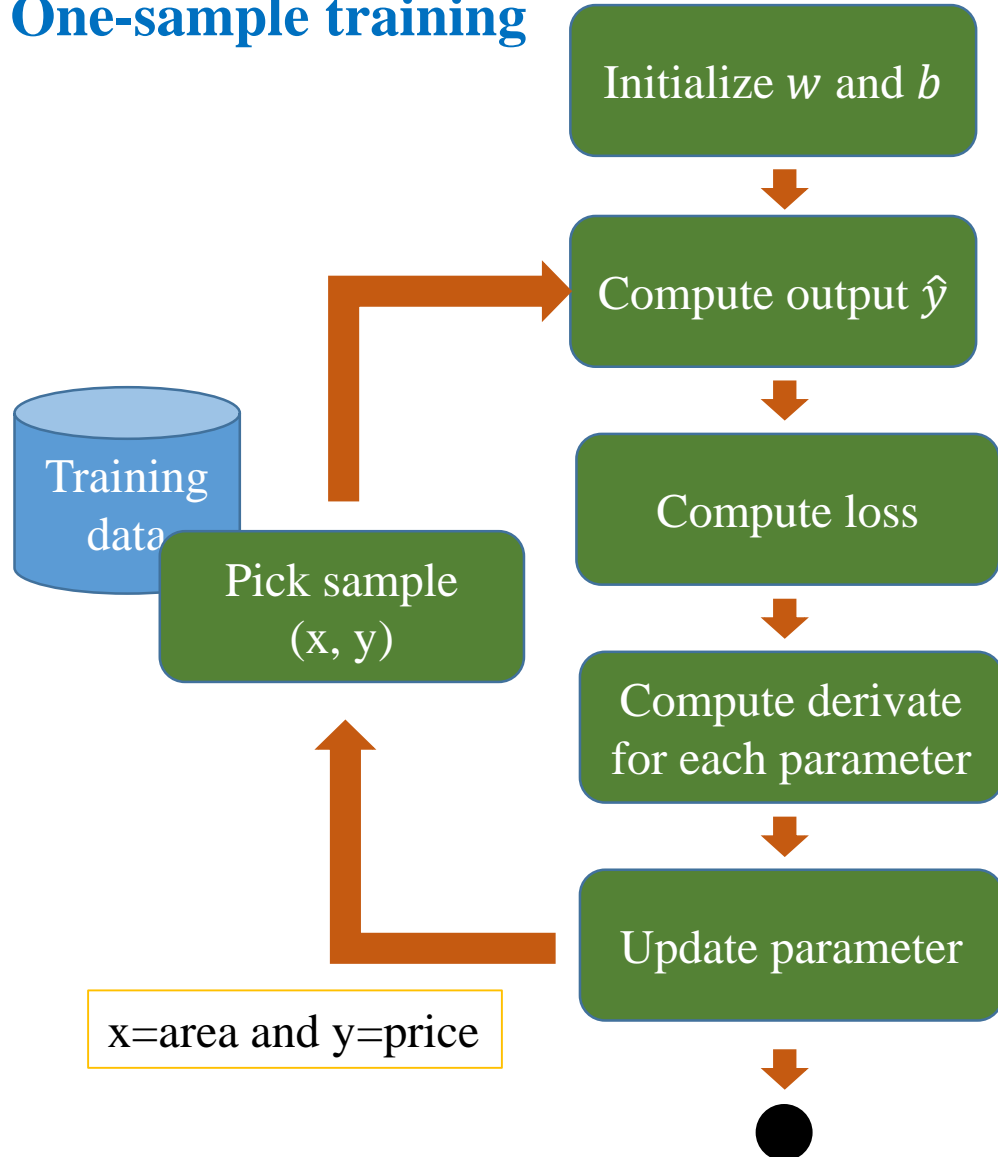 One-sample training
Initialize w and b
Compute output ŷ
Training
data
Pick sample
(x, y)
Compute loss
Compute derivate
for each parameter
Update parameter
x=area and y=price